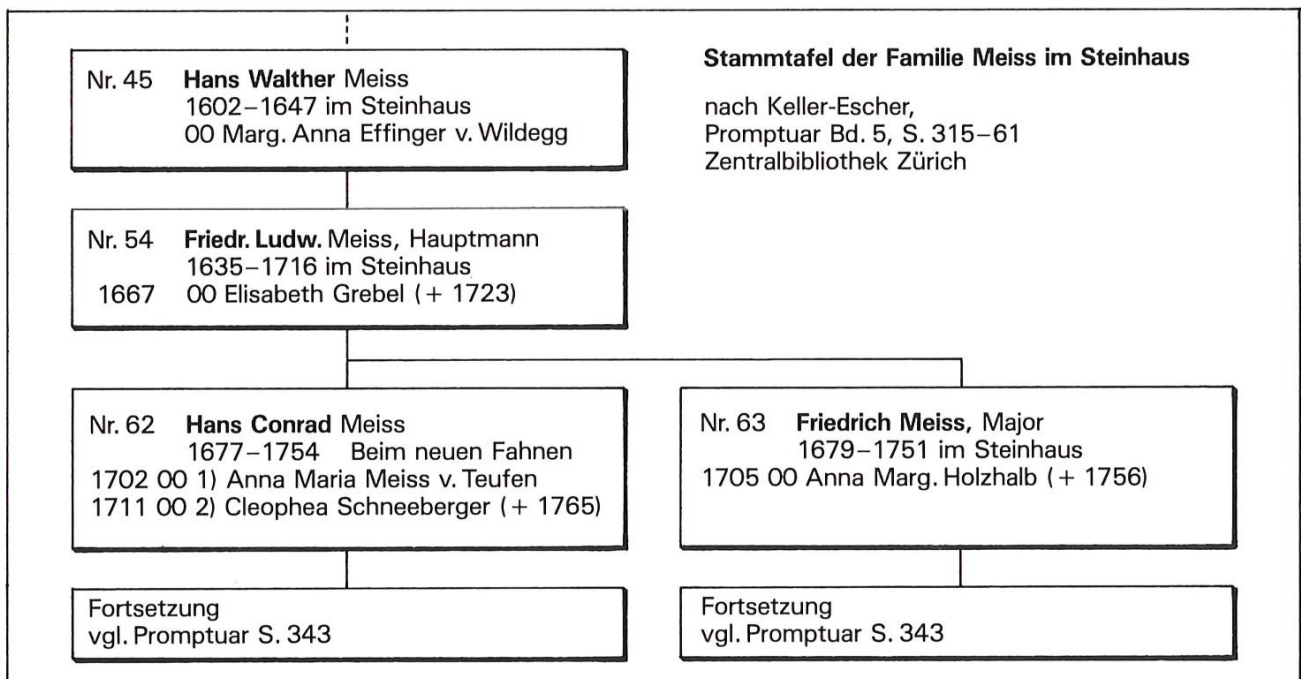 Stammtafel der Familie Meiss im Steinhaus
nach Keller-Escher,
Promptuar Bd. 5, S. 315–61
Zentralbibliothek Zürich
Nr. 45 Hans Walther Meiss
1602–1647 im Steinhaus
00 Marg. Anna Effinger v. Wildegg
Nr. 54 Friedr. Ludw. Meiss, Hauptmann
1635–1716 im Steinhaus
1667 00 Elisabeth Grebel (+ 1723)
Nr. 62 Hans Conrad Meiss
1677–1754 Beim neuen Fahnen
1702 00 1) Anna Maria Meiss v. Teufen
1711 00 2) Cleophea Schneeberger (+ 1765)
Nr. 63 Friedrich Meiss, Major
1679–1751 im Steinhaus
1705 00 Anna Marg. Holzhalb (+ 1756)
Fortsetzung
vgl. Promptuar S. 343
Fortsetzung
vgl. Promptuar S. 343